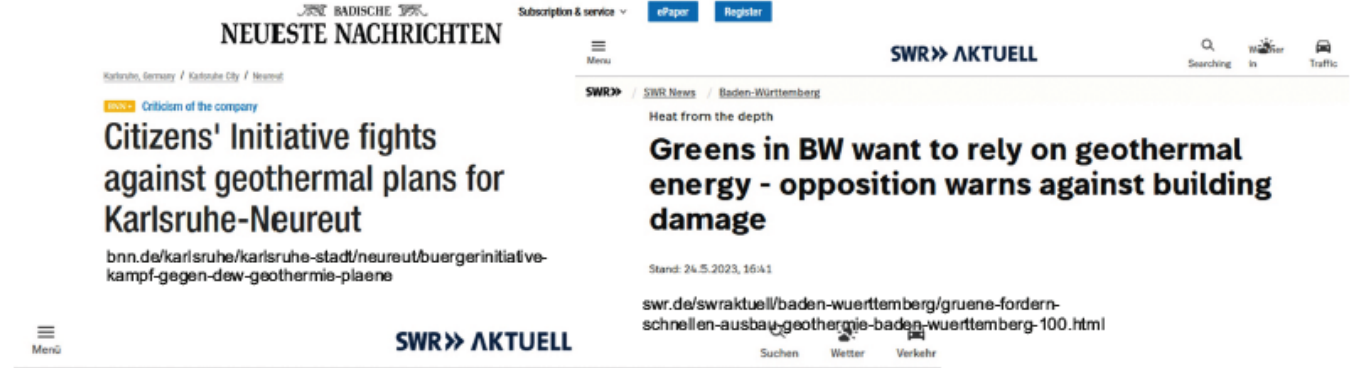 BADISCHE
NEUESTE NACHRICHTEN
Subscription & service
ePaper
Register
Karlsruhe, Germany / Karlsruhe City / Neureut
BNN+ Criticism of the company
Citizens' Initiative fights
against geothermal plans for
Karlsruhe-Neureut
bnn.de/karlsruhe/karlsruhe-stadt/neureut/buergerinitiative-
kampf-gegen-dew-geothermie-plaene
Menu
SWR» AKTUELL
Searching
in
Traffic
SWR» / SWR News / Baden-Württemberg
Heat from the depth
Greens in BW want to rely on geothermal
energy - opposition warns against building
damage
Stand: 24.5.2023, 16:41
swr.de/swraktuell/baden-wuerttemberg/gruene-fordern-
schnellen-ausbau-geothermie-baden-wuerttemberg-100.html
Menü
SWR» AKTUELL
Suchen
Wetter
Verkehr